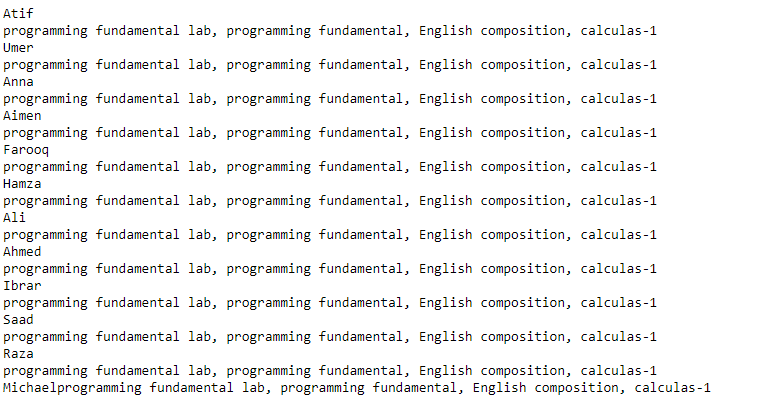 Atif
programming fundamental lab, programming fundamental, English composition, calculas-1
Umer
programming fundamental lab, programming fundamental, English composition, calculas-1
Anna
programming fundamental lab, programming fundamental, English composition, calculas-1
Aimen
programming fundamental lab, programming fundamental, English composition, calculas-1
Farooq
programming fundamental lab, programming fundamental, English composition, calculas-1
Hamza
programming fundamental lab, programming fundamental, English composition, calculas-1
Ali
programming fundamental lab, programming fundamental, English composition, calculas-1
Ahmed
programming fundamental lab, programming fundamental, English composition, calculas-1
Ibrar
programming fundamental lab, programming fundamental, English composition, calculas-1
Saad
programming fundamental lab, programming fundamental, English composition, calculas-1
Raza
programming fundamental lab, programming fundamental, English composition, calculas-1
Michaelprogramming fundamental lab, programming fundamental, English composition, calculas-1